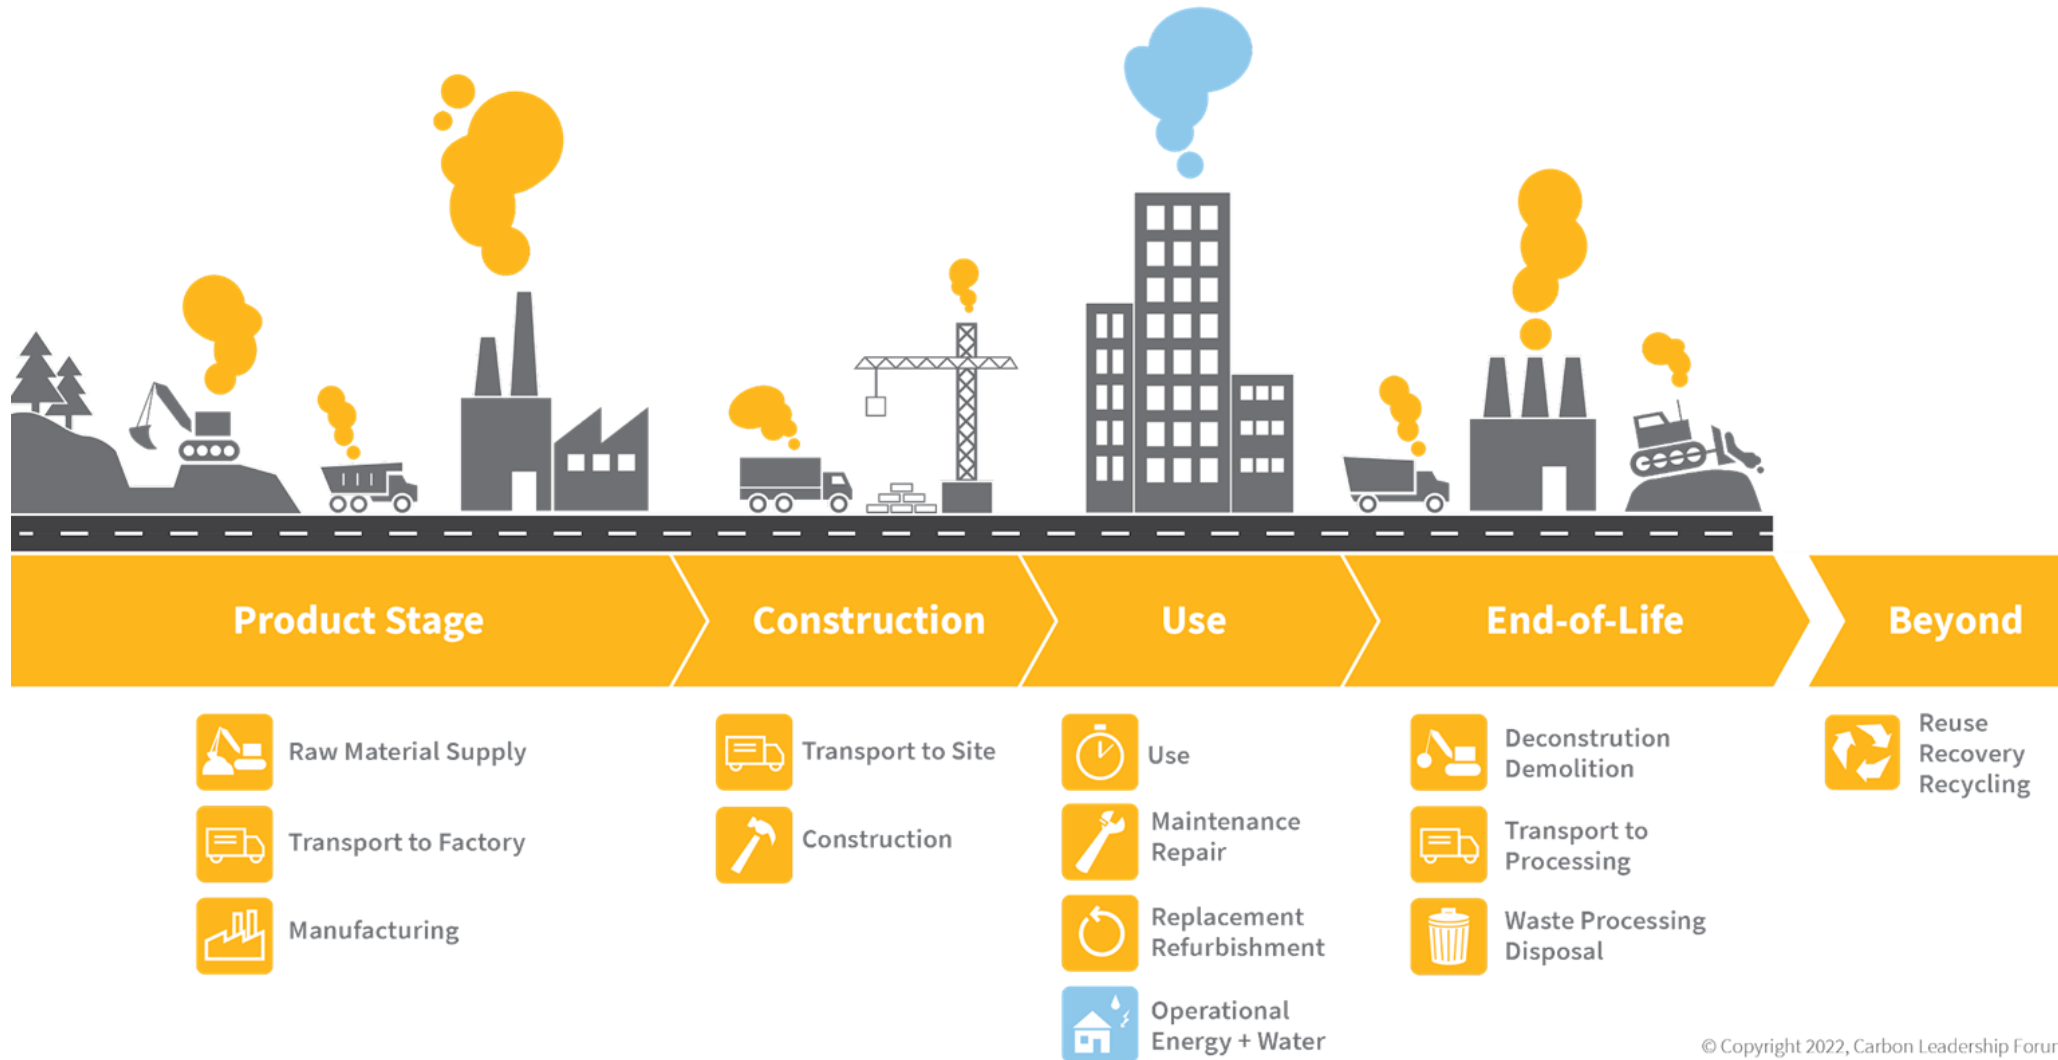 Product Stage
Construction
Use
End-of-Life
Beyond
Raw Material Supply
Transport to Factory
Manufacturing
Transport to Site
Construction
Use
Maintenance
Repair
Replacement
Refurbishment
Operational
Energy + Water
Deconstrution
Demolition
Transport to
Processing
Waste Processing
Disposal
Reuse
Recovery
Recycling
© Copyright 2022, Carbon Leadership Forur